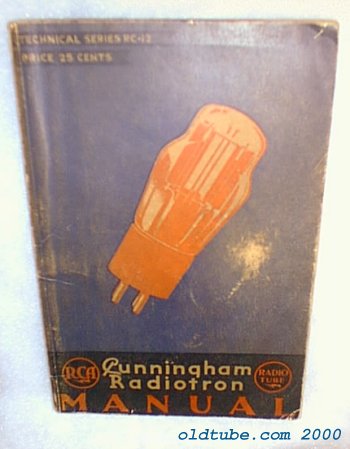 TECHNICAL SERIES RC-12
PRICE 25 CENTS
RCA Cunningham RADIO
Radiotron TUBE
MANUAL
oldtube.com 2000